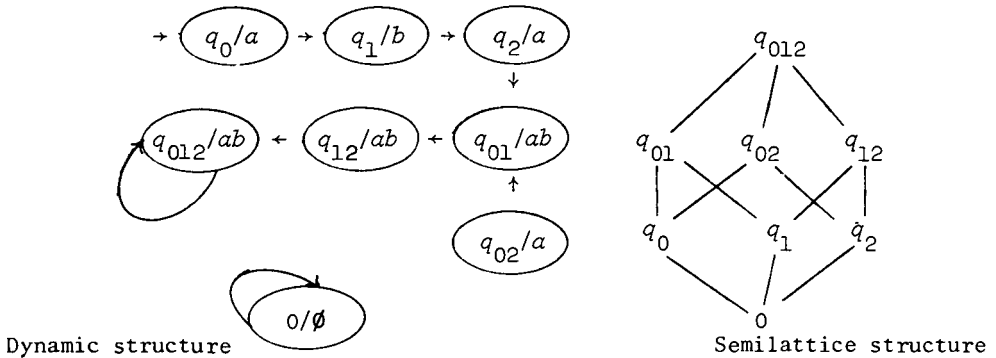 → q₀/a → q₁/b → q₂/a
↓
q₀₁₂/ab ← q₁₂/ab ← q₀₁/ab
↑
q₀₂/a
0/∅
Dynamic structure
q₀₁₂
q₀₁ q₀₂ q₁₂
q₀ q₁ q₂
0
Semilattice structure